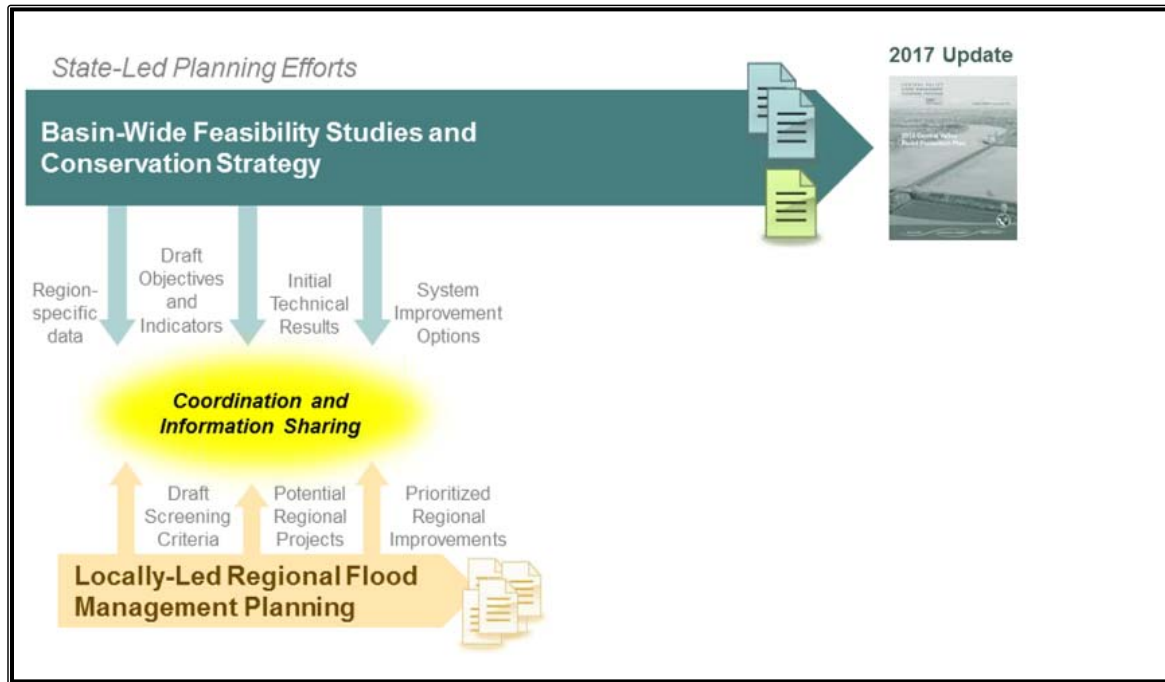 State-Led Planning Efforts
2017 Update
Basin-Wide Feasibility Studies and
Conservation Strategy
Region-
specific
data
Draft
Objectives
and
Indicators
Initial
Technical
Results
System
Improvement
Options
Coordination and
Information Sharing
Draft
Screening
Criteria
Potential
Regional
Projects
Prioritized
Regional
Improvements
Locally-Led Regional Flood
Management Planning